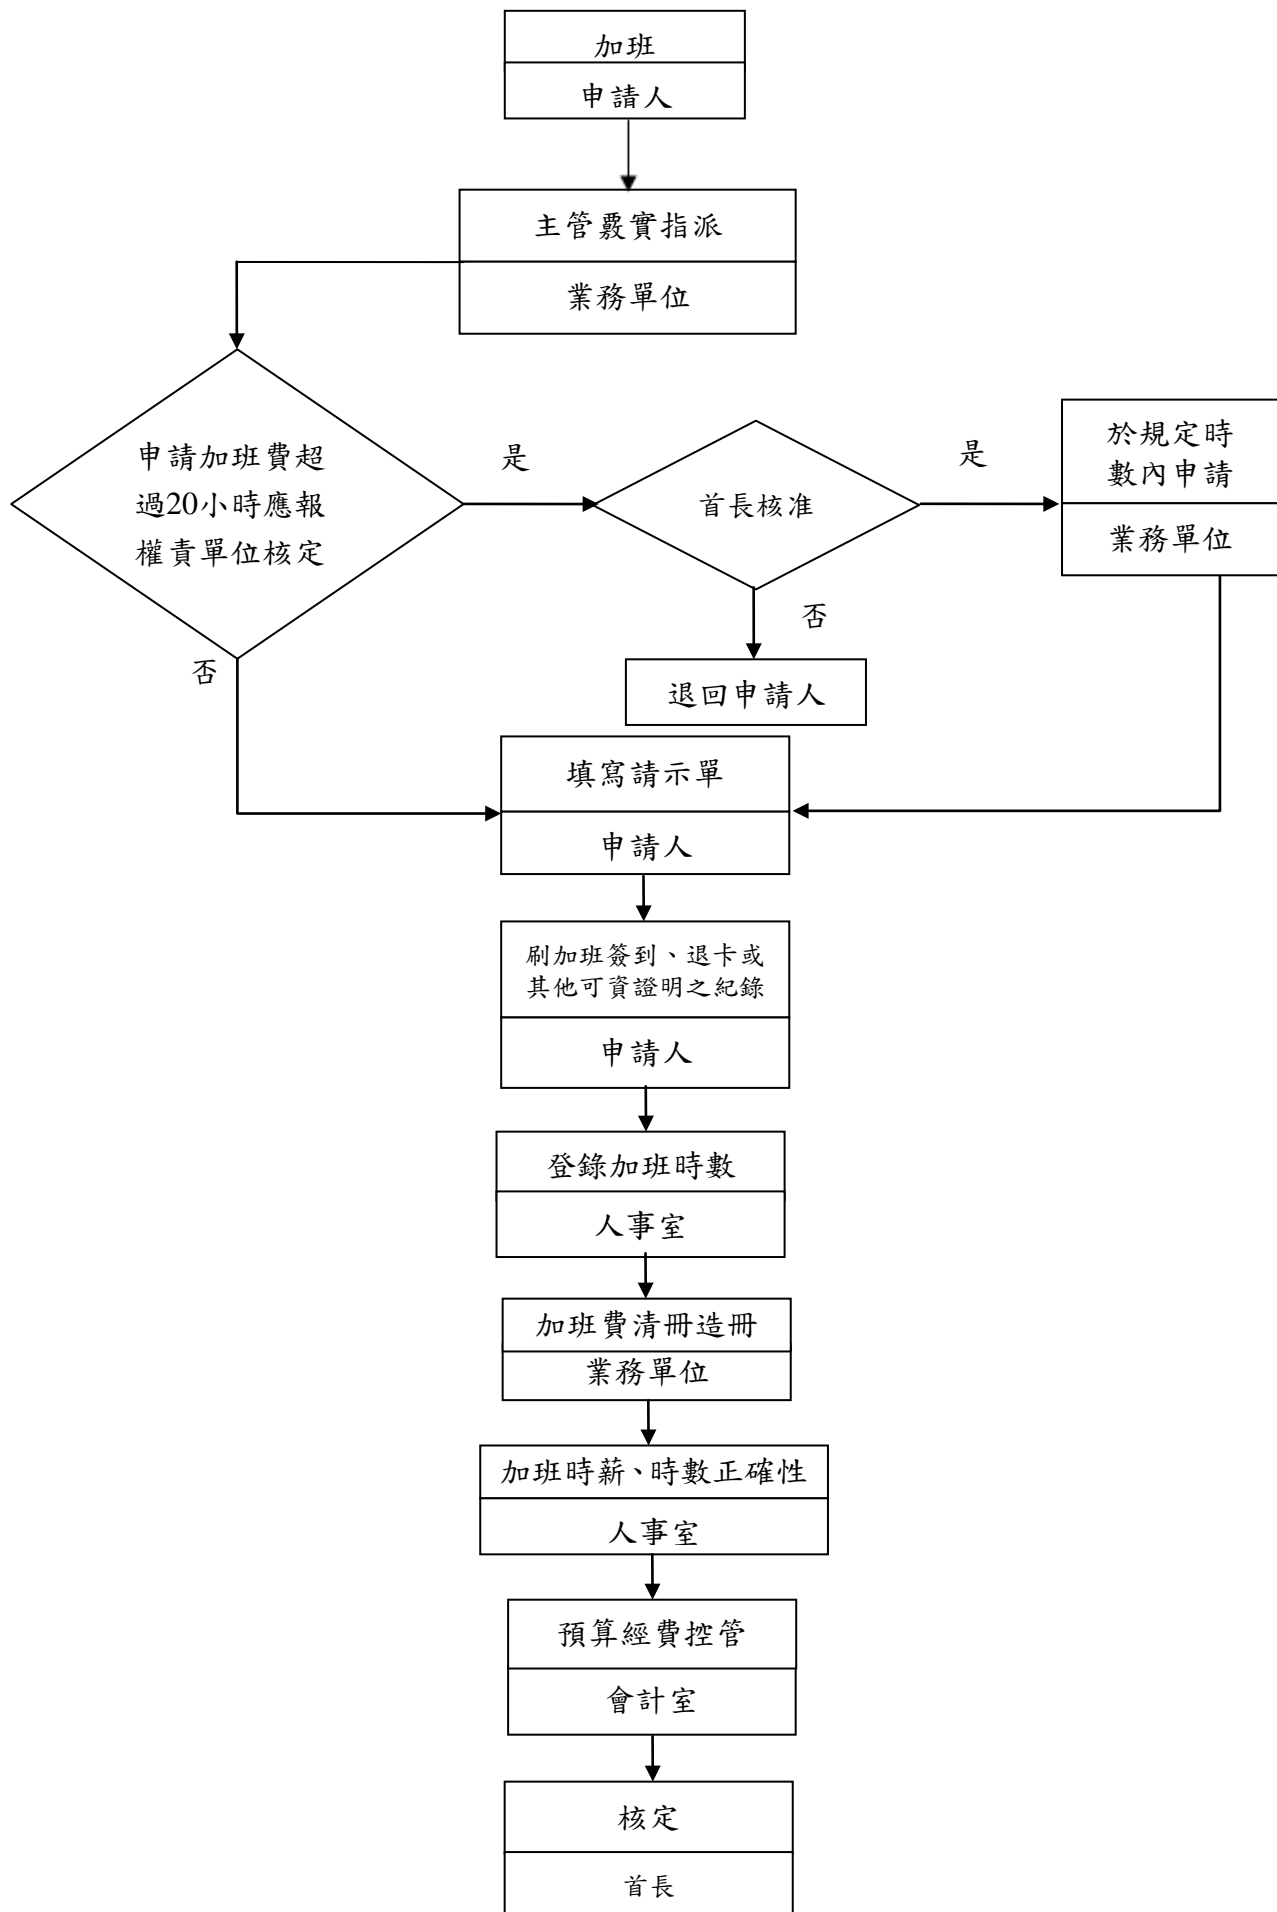 加班
申請人
主管覈實指派
業務單位
申請加班費超
過20小時應報
權責單位核定
是
首長核准
是
於規定時
數內申請
業務單位
否
退回申請人
否
填寫請示單
申請人
刷加班簽到、退卡或
其他可資證明之紀錄
申請人
登錄加班時數
人事室
加班費清冊造冊
業務單位
加班時薪、時數正確性
人事室
預算經費控管
會計室
核定
首長